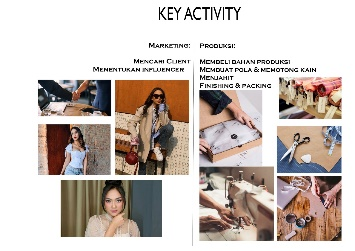 KEY ACTIVITY
Marketing:
Mencari Client
Menentukan influencer
Produksi:
Membeli bahan produksi
Membuat pola & memotong kain
Menjahit
Finishing & packing